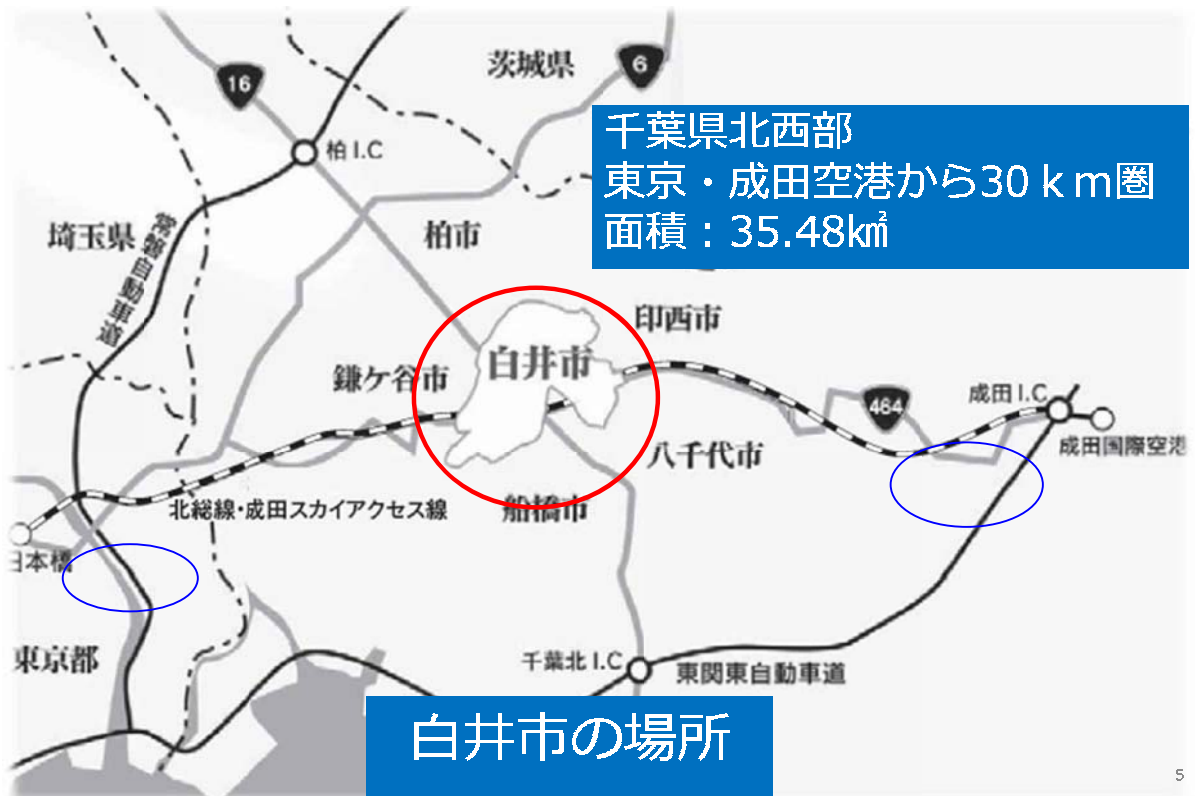 茨城県
6
16
千葉県北西部
東京・成田空港から30ｋｍ圏
面積：35.48㎢
柏I.C
埼玉県
常磐自動車道
柏市
印西市
白井市
鎌ケ谷市
464
成田I.C
成田国際空港
八千代市
船橋市
北総線・成田スカイアクセス線
日本橋
東京都
千葉北I.C
東関東自動車道
白井市の場所
5